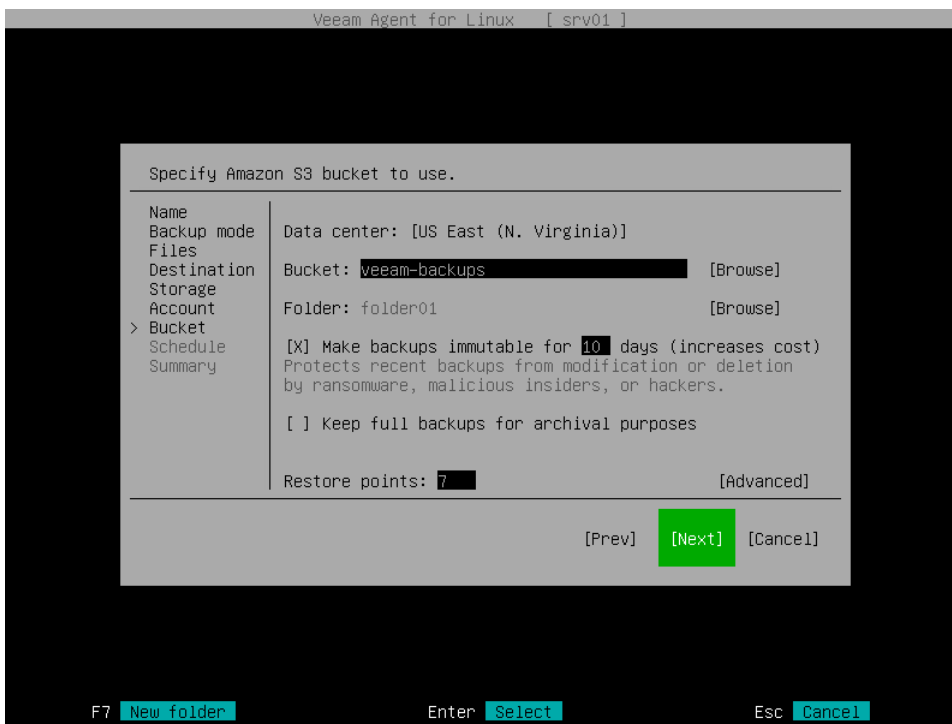 Veeam Agent for Linux [ srv01 ]
Specify Amazon S3 bucket to use.
Name
Backup mode
Files
Destination
Storage
Account
> Bucket
Schedule
Summary
Data center: [US East (N. Virginia)]
Bucket: veeam-backups [Browse]
Folder: folder01 [Browse]
[X] Make backups immutable for 10 days (increases cost)
Protects recent backups from modification or deletion
by ransomware, malicious insiders, or hackers.
[ ] Keep full backups for archival purposes
Restore points: 7 [Advanced]
[Prev] [Next] [Cancel]
F7 New folder Enter Select Esc Cancel